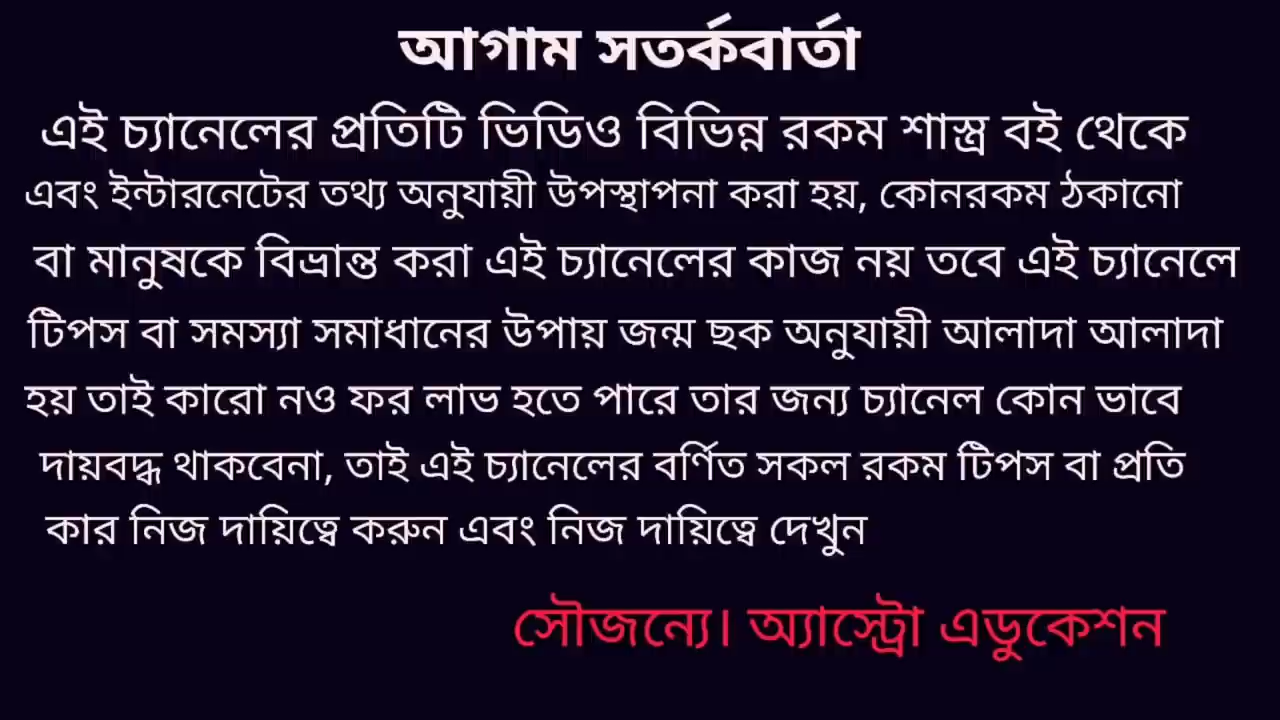 আগাম সতর্কবার্তা
এই চ্যানেলের প্রতিটি ভিডিও বিভিন্ন রকম শাস্ত্র বই থেকে
এবং ইন্টারনেটের তথ্য অনুযায়ী উপস্থাপনা করা হয়, কোনরকম ঠকানো
বা মানুষকে বিভ্রান্ত করা এই চ্যানেলের কাজ নয় তবে এই চ্যানেলে
টিপস বা সমস্যা সমাধানের উপায় জন্ম ছক অনুযায়ী আলাদা আলাদা
হয় তাই কারো নও ফর লাভ হতে পারে তার জন্য চ্যানেল কোন ভাবে
দায়বদ্ধ থাকবেনা, তাই এই চ্যানেলের বর্ণিত সকল রকম টিপস বা প্রতি
কার নিজ দায়িত্বে করুন এবং নিজ দায়িত্বে দেখুন
সৌজন্যে। অ্যাস্ট্রো এডুকেশন